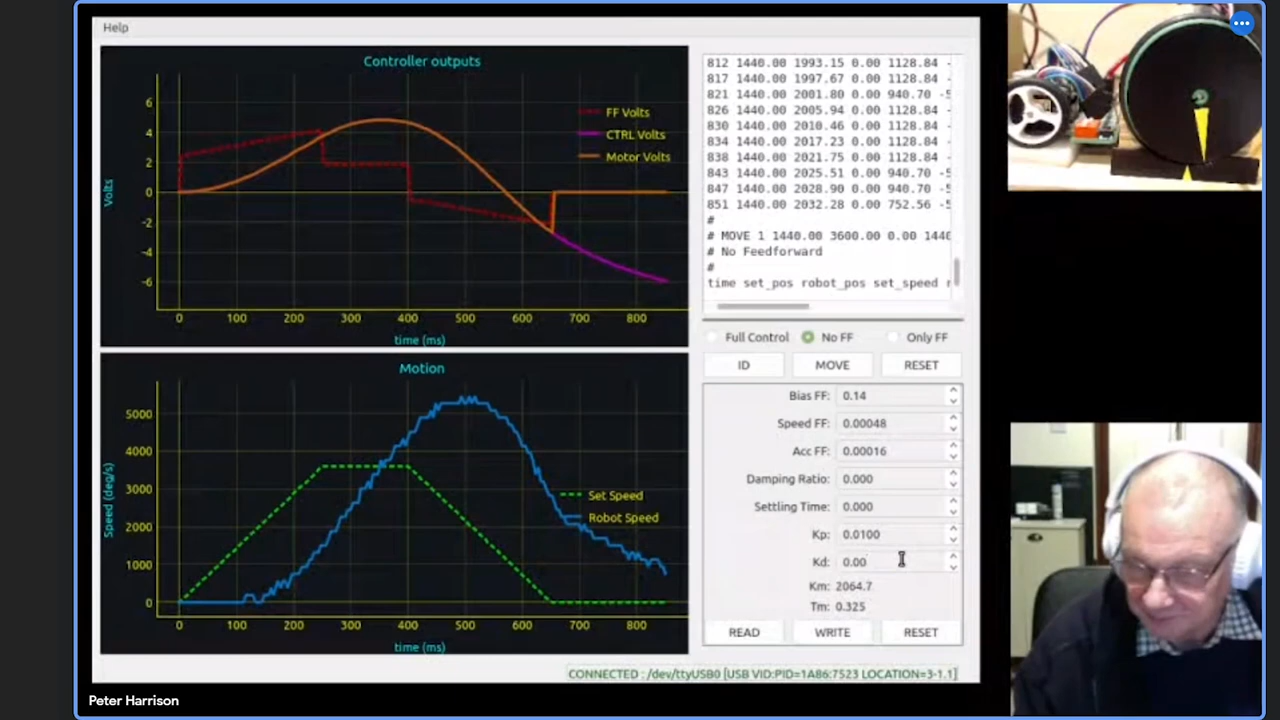 Help
Controller outputs
6
4
2
0
-2
-4
-6
Volts
FF Volts
CTRL Volts
Motor Volts
0 100 200 300 400 500 600 700 800
time (ms)
Motion
5000
4000
3000
2000
1000
0
Speed (deg/s)
Set Speed
Robot Speed
0 100 200 300 400 500 600 700 800
time (ms)
812 1440.00 1993.15 0.00 1128.84 -
817 1440.00 1997.67 0.00 1128.84 -
821 1440.00 2001.80 0.00 940.70 -5
826 1440.00 2005.94 0.00 1128.84 -
830 1440.00 2010.46 0.00 1128.84 -
834 1440.00 2017.23 0.00 1128.84 -
838 1440.00 2021.75 0.00 1128.84 -
843 1440.00 2025.51 0.00 940.70 -5
847 1440.00 2028.90 0.00 940.70 -5
851 1440.00 2032.28 0.00 752.56 -5
#
# MOVE 1 1440.00 3600.00 0.00 1440
# No Feedforward
#
time set_pos robot_pos set_speed
Full Control No FF Only FF
ID MOVE RESET
Bias FF: 0.14
Speed FF: 0.00048
Acc FF: 0.00016
Damping Ratio: 0.000
Settling Time: 0.000
Kp: 0.0100
Kd: 0.00
Km: 2064.7
Tm: 0.325
READ WRITE RESET
CONNECTED : /dev/ttyUSB0 [USB VID:PID=1A86:7523 LOCATION=3-1.1]
Peter Harrison